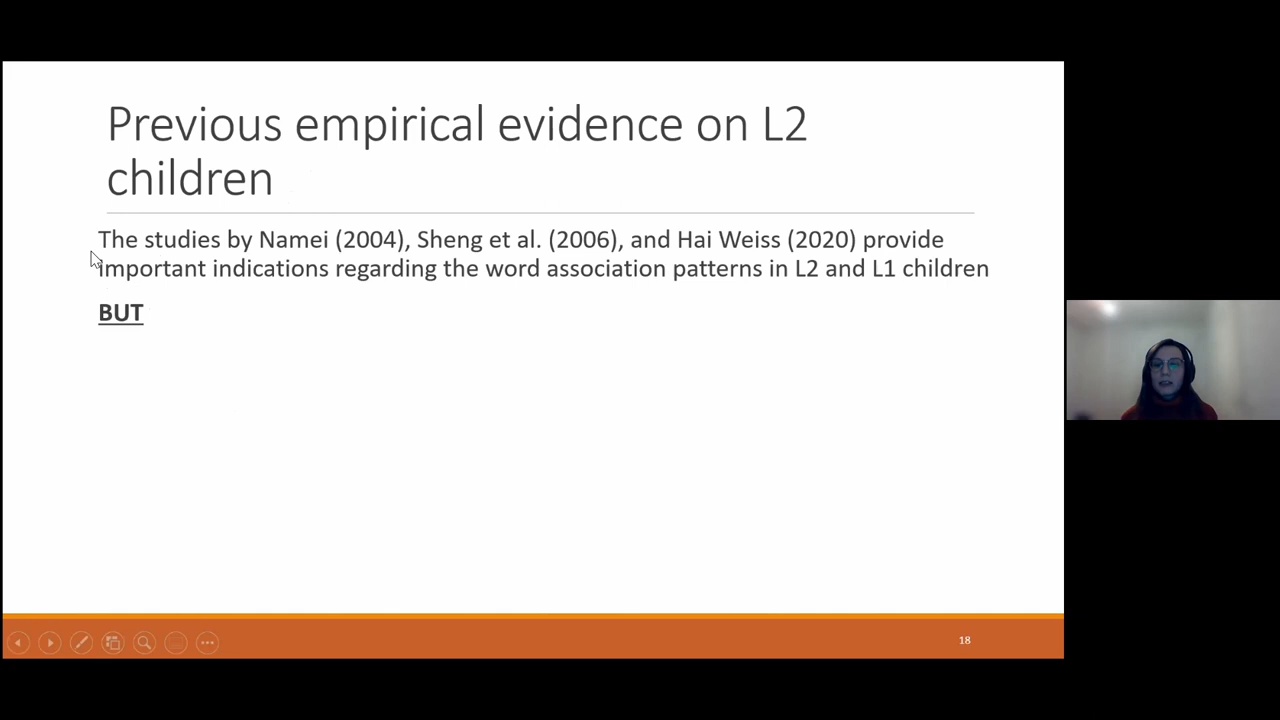 Previous empirical evidence on L2
children
The studies by Namei (2004), Sheng et al. (2006), and Hai Weiss (2020) provide
important indications regarding the word association patterns in L2 and L1 children
BUT
18